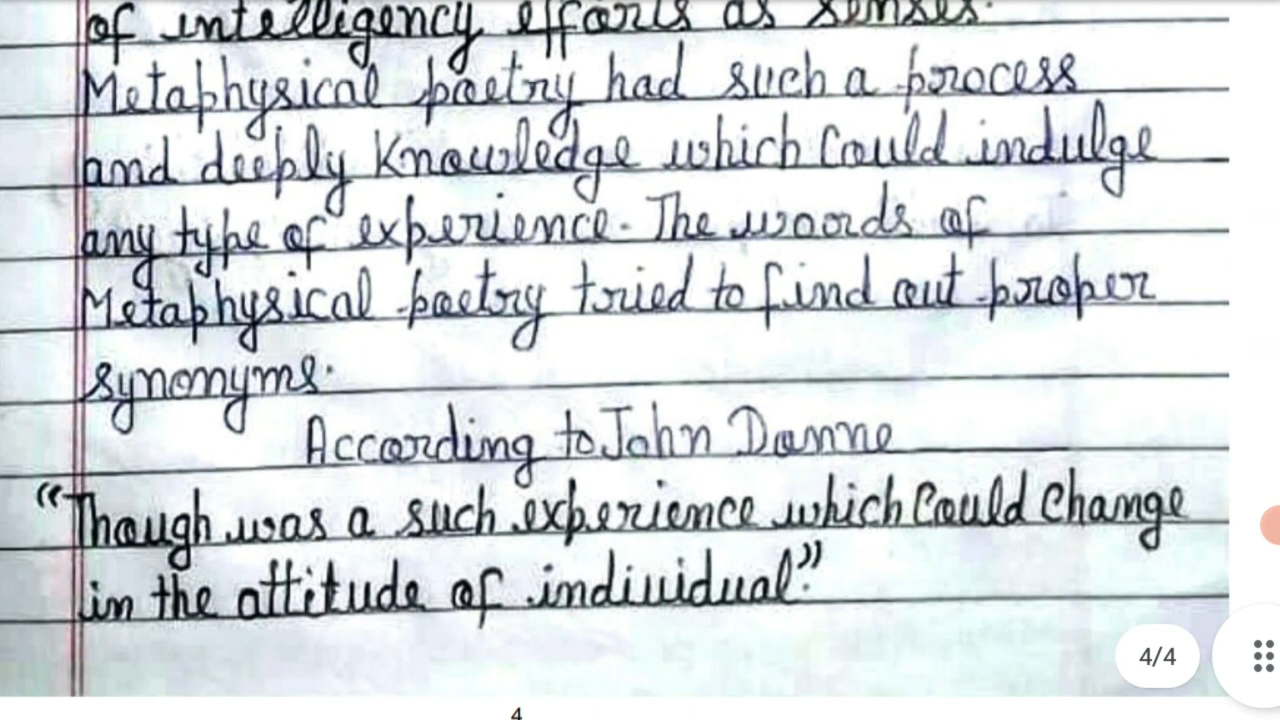 of intelligency efforts as senses.
Metaphysical poetry had such a process
and deeply Knowledge which Could indulge
any type of experience. The woords of
Metaphysical poetry tried to find out proper
synonyms.
According to John Donne
“Though was a such experience which Could Change
in the attitude of individual.”
4/4
4